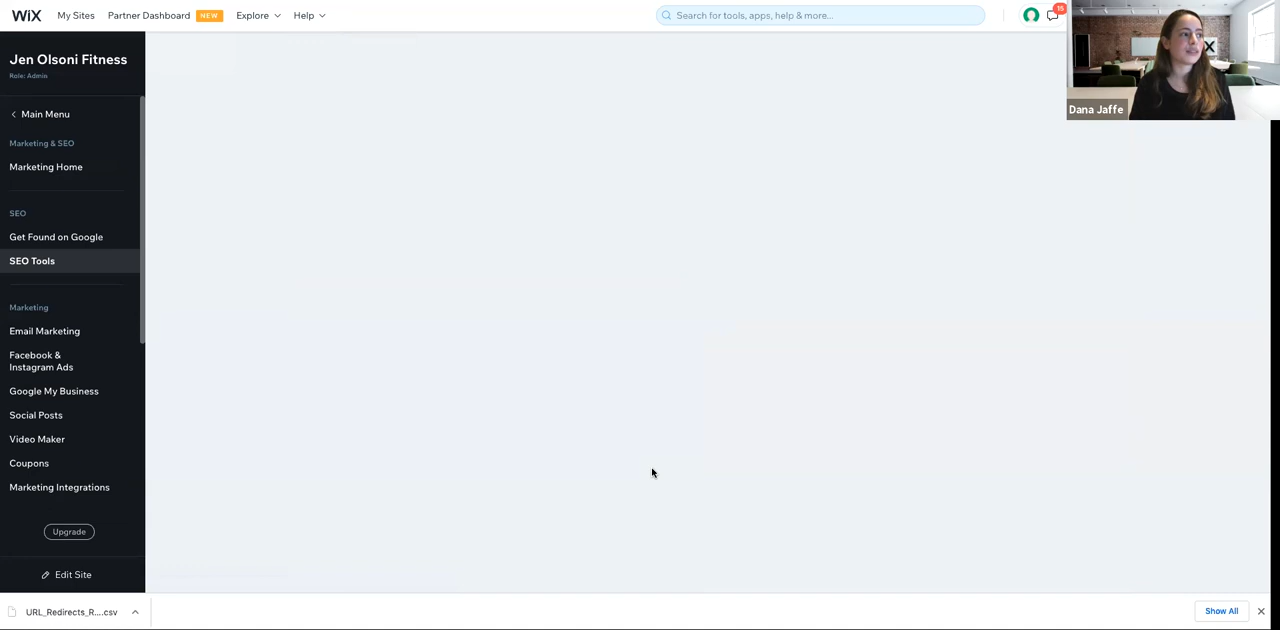 WiX
My Sites
Partner Dashboard NEW
Explore
Help
Search for tools, apps, help & more...
15
Jen Olsoni Fitness
Role: Admin
Main Menu
Marketing & SEO
Marketing Home
SEO
Get Found on Google
SEO Tools
Marketing
Email Marketing
Facebook &
Instagram Ads
Google My Business
Social Posts
Video Maker
Coupons
Marketing Integrations
Upgrade
Edit Site
Dana Jaffe
URL_Redirects_R....csv
Show All